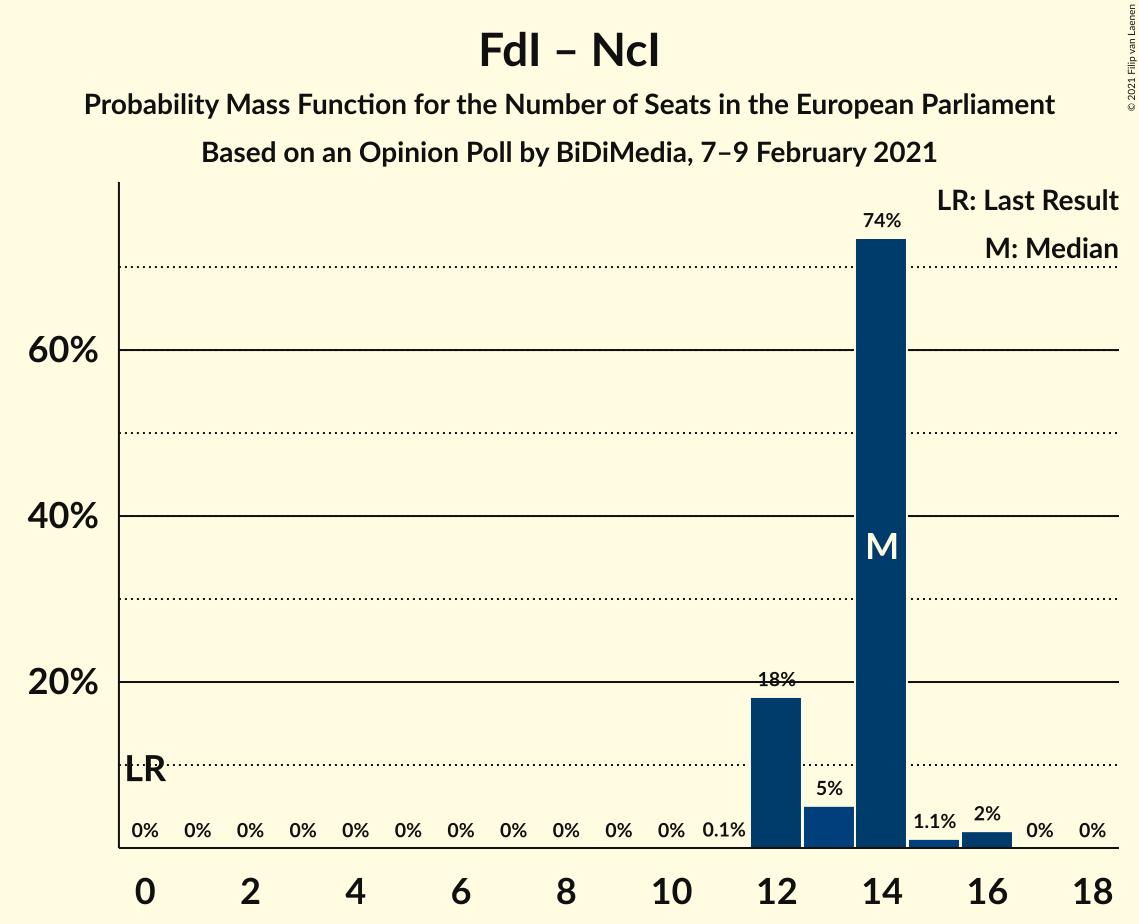 FdI – NcI
Probability Mass Function for the Number of Seats in the European Parliament
Based on an Opinion Poll by BiDiMedia, 7–9 February 2021
© 2021 Filip van Laenen
LR: Last Result
M: Median
74%
60%
40%
M
20%
18%
LR
5%
0% 0% 0% 0% 0% 0% 0% 0% 0% 0% 0% 0.1% 1.1% 2% 0% 0%
0 2 4 6 8 10 12 14 16 18